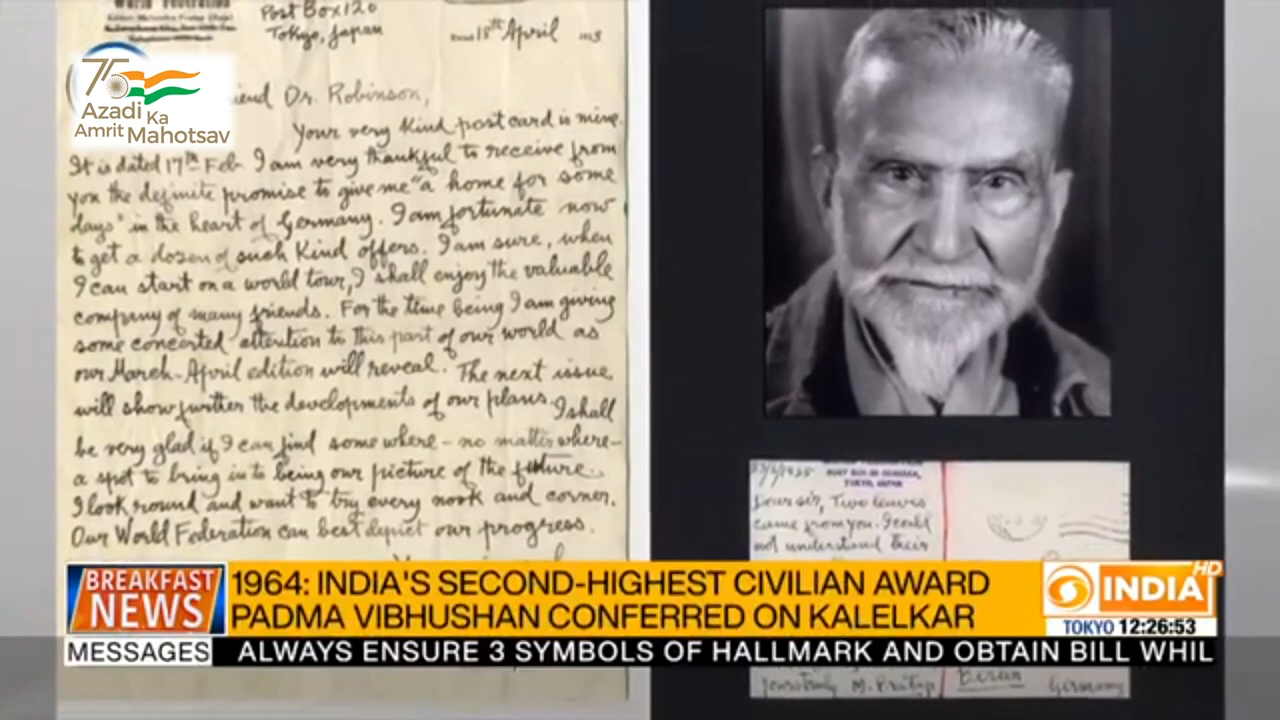 World Federation
Post Box 120
Tokyo, Japan
18th April
75
Azadi Ka
Amrit Mahotsav
Dr. Robinson,
Your very kind post card is mine.
It is dated 17th Feb. I am very thankful to receive from
you the definite promise to give me "a home for some
days" in the heart of Germany. I am fortunate now
to get a dozen of such kind offers. I am sure, when
I can start on a world tour, I shall enjoy the valuable
company of many friends. For the time being I am giving
some concerted attention to this part of our world as
our March-April edition will reveal. The next issue
will show further the developments of our plans. I shall
be very glad if I can find some where - no matter where -
a spot to bring in to being our picture of the future.
I look round and want to try every nook and corner.
Our World Federation can best depict our progress.
TOKYO, JAPAN
Dear sir, Two
came from you. I could
not understand their
BREAKFAST
NEWS
1964: INDIA'S SECOND-HIGHEST CIVILIAN AWARD
PADMA VIBHUSHAN CONFERRED ON KALELKAR
INDIA HD
TOKYO 12:26:53
MESSAGES
ALWAYS ENSURE 3 SYMBOLS OF HALLMARK AND OBTAIN BILL WHIL
Germany